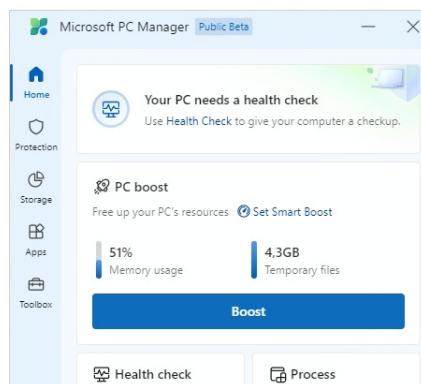 Microsoft PC Manager Public Beta
Home
Your PC needs a health check
Use Health Check to give your computer a checkup.
Protection
Storage
PC boost
Free up your PC's resources Set Smart Boost
Apps
51%
Memory usage
4,3GB
Temporary files
Toolbox
Boost
Health check
Process